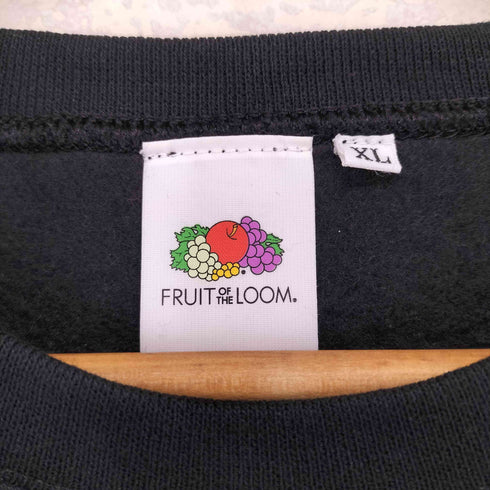 XL
FRUIT OF THE LOOM.